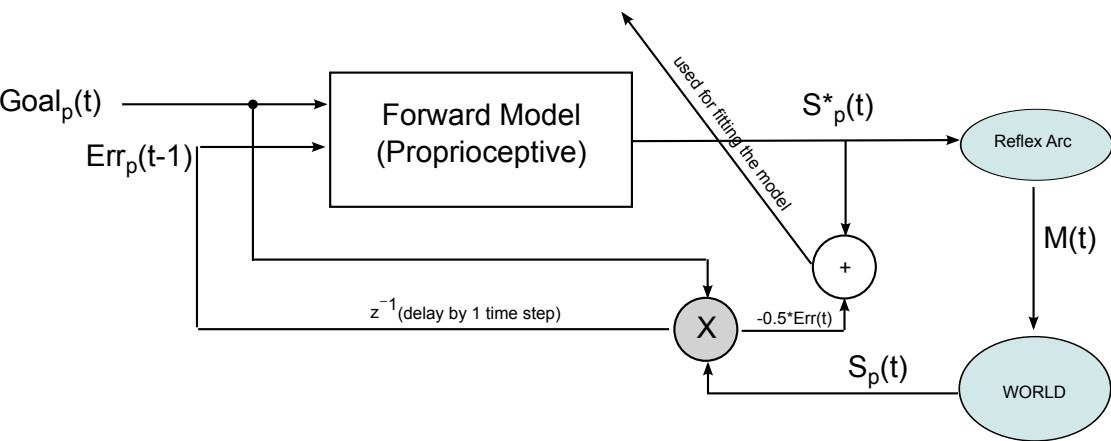 Goal_p(t)
Err_p(t-1)
Forward Model
(Proprioceptive)
used for fitting the model
S*_p(t)
Reflex Arc
M(t)
+
z^-1 (delay by 1 time step)
X
-0.5*Err(t)
S_p(t)
WORLD